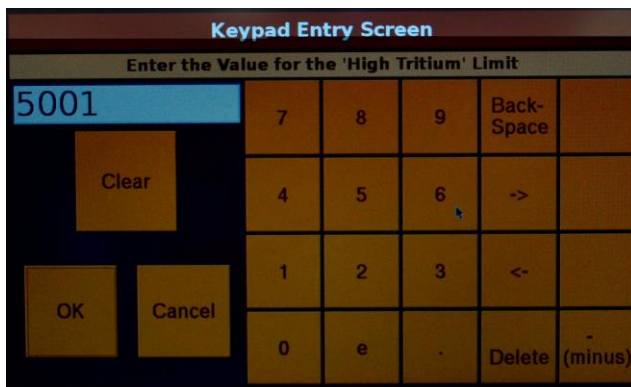 Keypad Entry Screen
Enter the Value for the 'High Tritium' Limit
5001
7 8 9 Back-
Space
Clear
4 5 6 ->
1 2 3 <-
OK Cancel
0 e . Delete -
(minus)